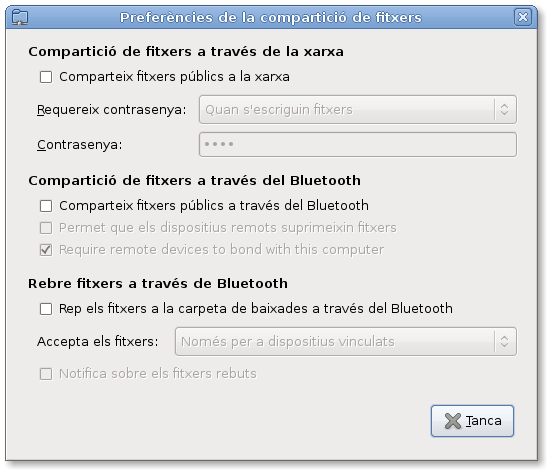 Preferències de la compartició de fitxers
Compartició de fitxers a través de la xarxa
Comparteix fitxers públics a la xarxa
Requereix contrasenya: Quan s'escriguin fitxers
Contrasenya: ••••
Compartició de fitxers a través del Bluetooth
Comparteix fitxers públics a través del Bluetooth
Permet que els dispositius remots suprimeixin fitxers
Require remote devices to bond with this computer
Rebre fitxers a través de Bluetooth
Rep els fitxers a la carpeta de baixades a través del Bluetooth
Accepta els fitxers: Només per a dispositius vinculats
Notifica sobre els fitxers rebuts
Tanca